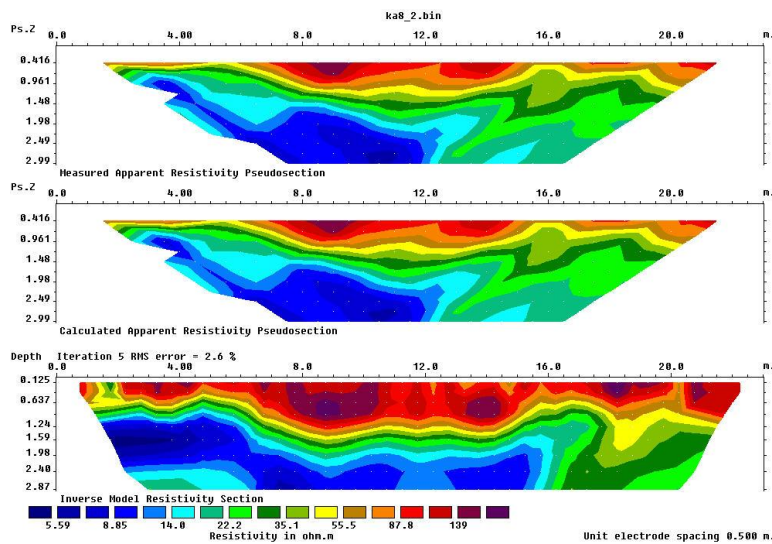 ka8_2.bin
Ps.Z 0.0 4.00 8.00 12.0 16.0 20.0 m.
0.416
0.961
1.48
1.98
2.49
2.99
Measured Apparent Resistivity Pseudosection
Ps.Z 0.0 4.00 8.00 12.0 16.0 20.0 m.
0.416
0.961
1.48
1.98
2.49
2.99
Calculated Apparent Resistivity Pseudosection
Depth Iteration 5 RMS error = 2.6 %
0.0 4.00 8.00 12.0 16.0 20.0 m.
0.125
0.637
1.24
1.59
1.98
2.40
2.87
Inverse Model Resistivity Section
5.59 8.85 14.0 22.2 35.1 55.5 87.8 139
Resistivity in ohm.m Unit electrode spacing 0.500 m.